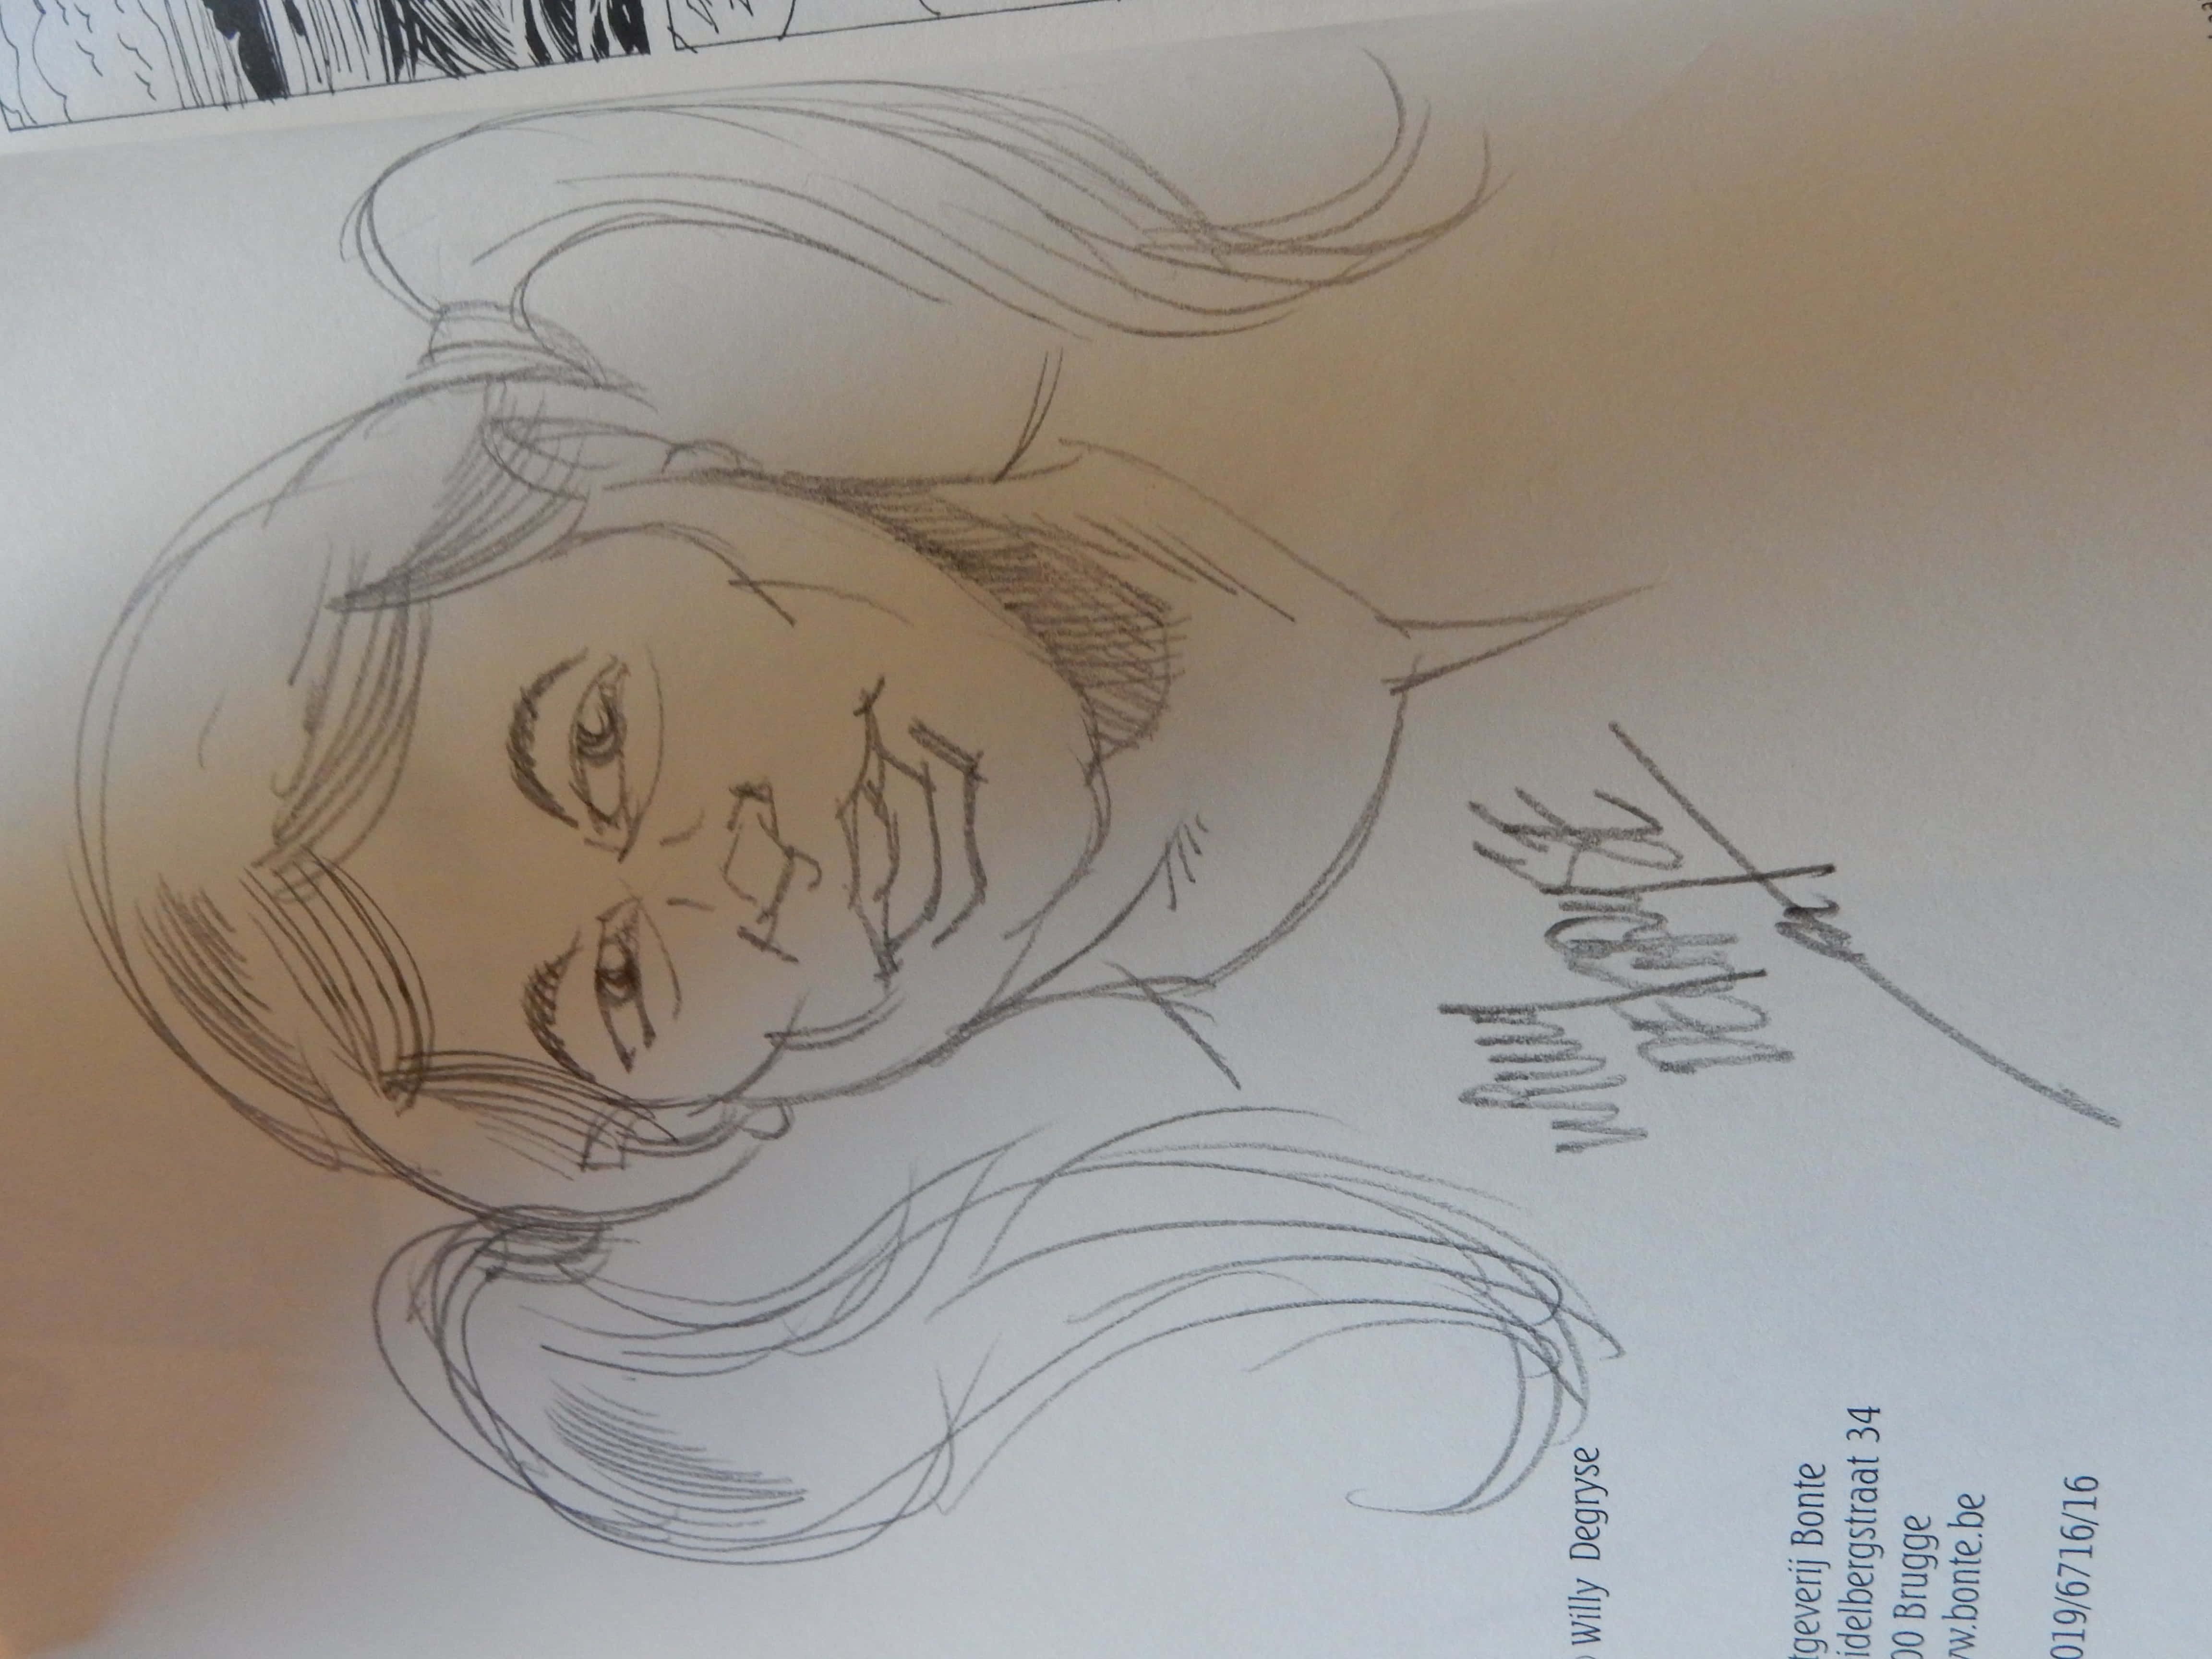 Willy Degryse
WILLY
DEGRYSE
tgeverij Bonte
idelbergstraat 34
00 Brugge
w.bonte.be
019/6716/16